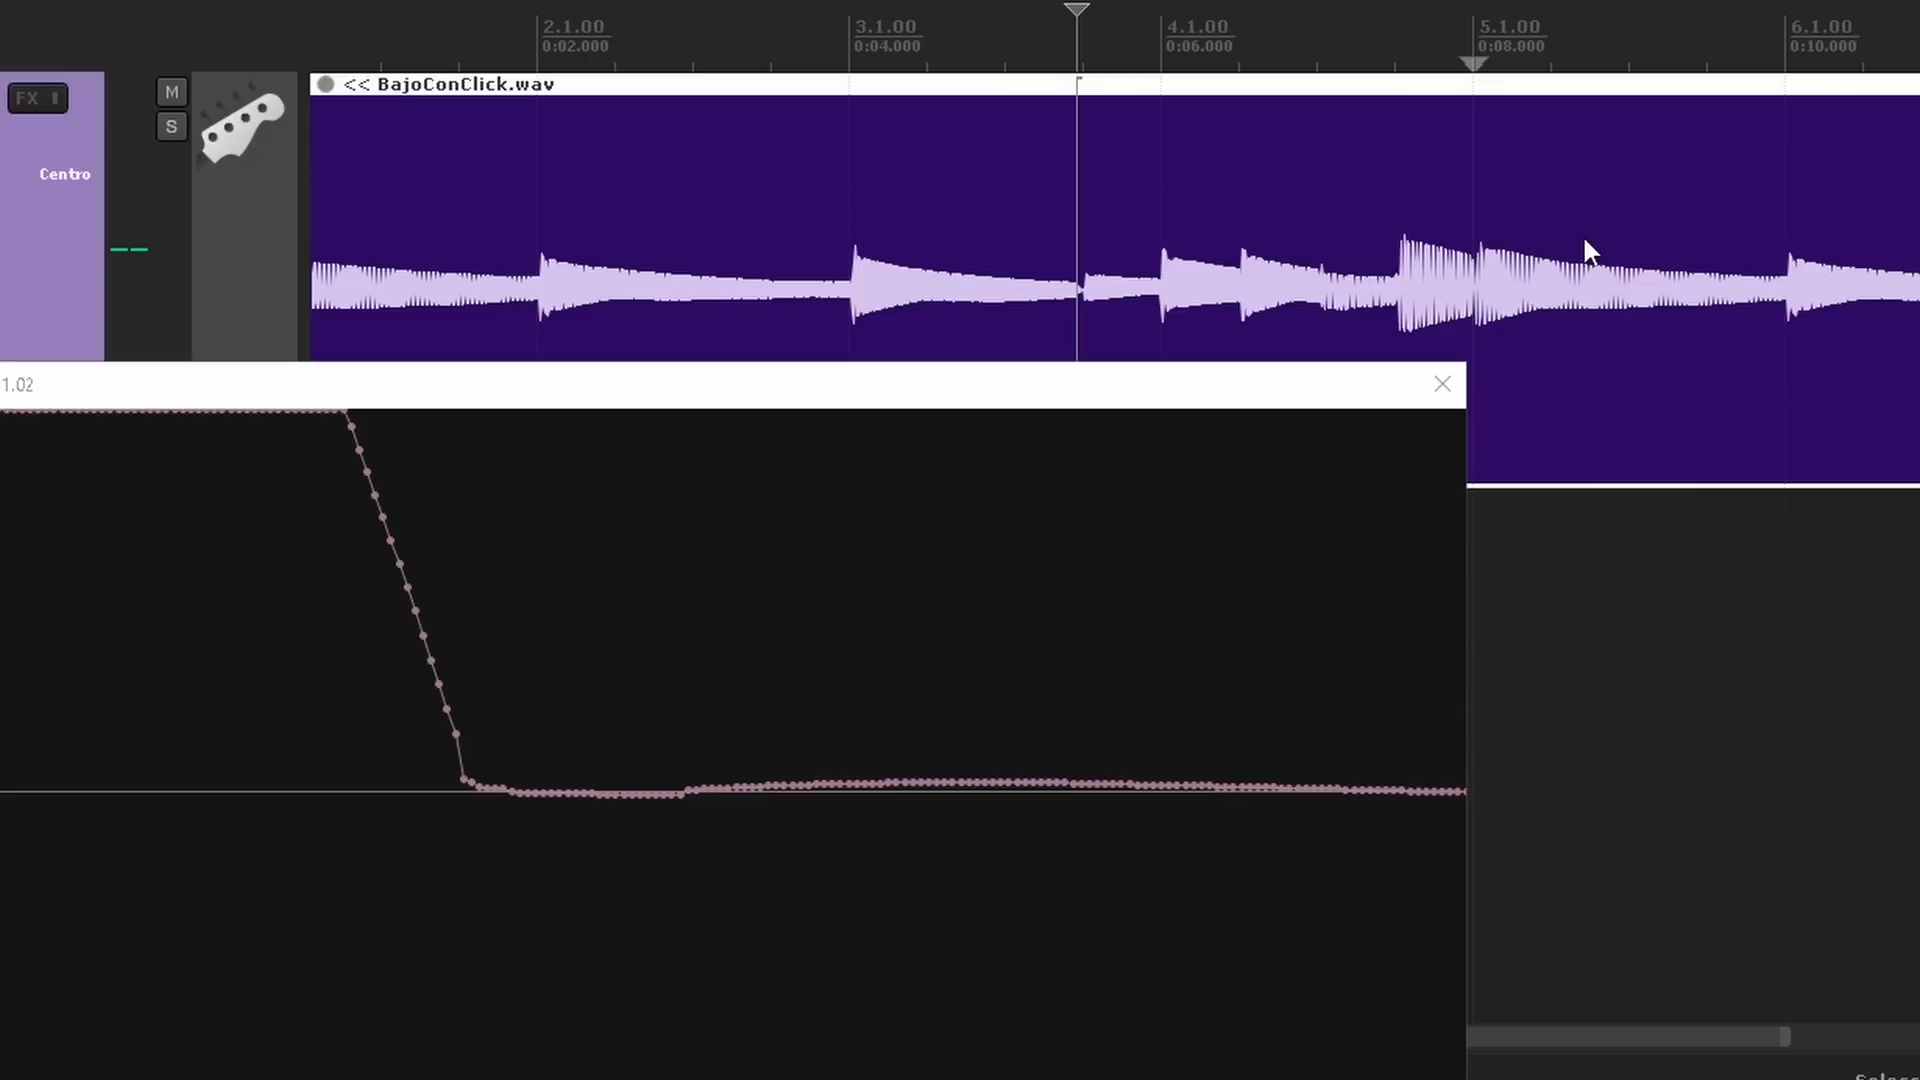 2.1.00
0:02.000
3.1.00
0:04.000
4.1.00
0:06.000
5.1.00
0:08.000
6.1.00
0:10.000
FX
M
<< BajoConClick.wav
S
Centro
1.02